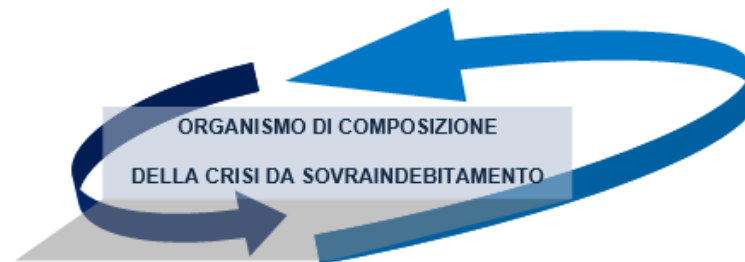 ORGANISMO DI COMPOSIZIONE
DELLA CRISI DA SOVRAINDEBITAMENTO